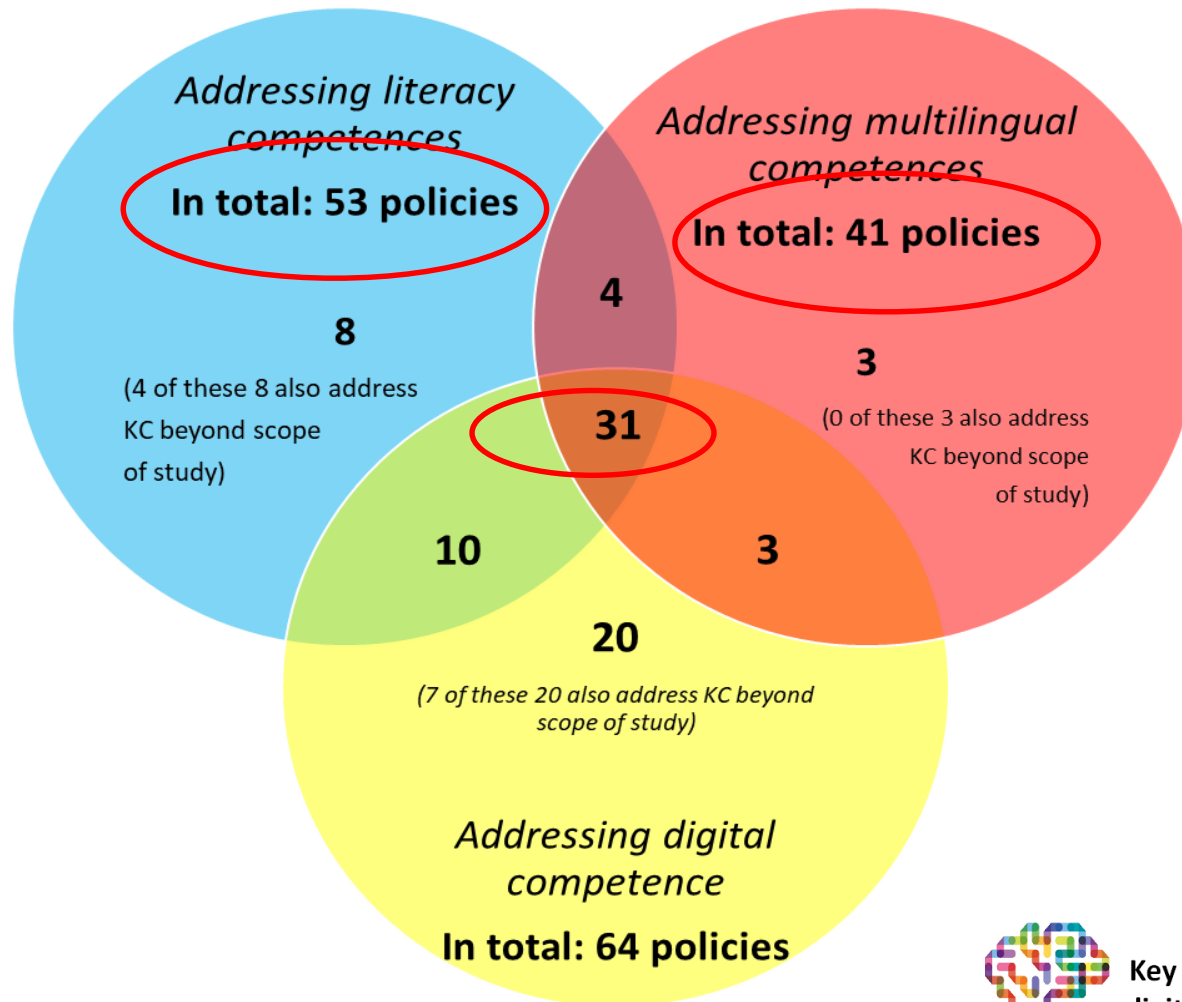 Addressing literacy
competences
In total: 53 policies
Addressing multilingual
competences
In total: 41 policies
4
8
(4 of these 8 also address
KC beyond scope
of study)
3
(0 of these 3 also address
KC beyond scope
of study)
31
10
3
20
(7 of these 20 also address KC beyond
scope of study)
Addressing digital
competence
In total: 64 policies
Key